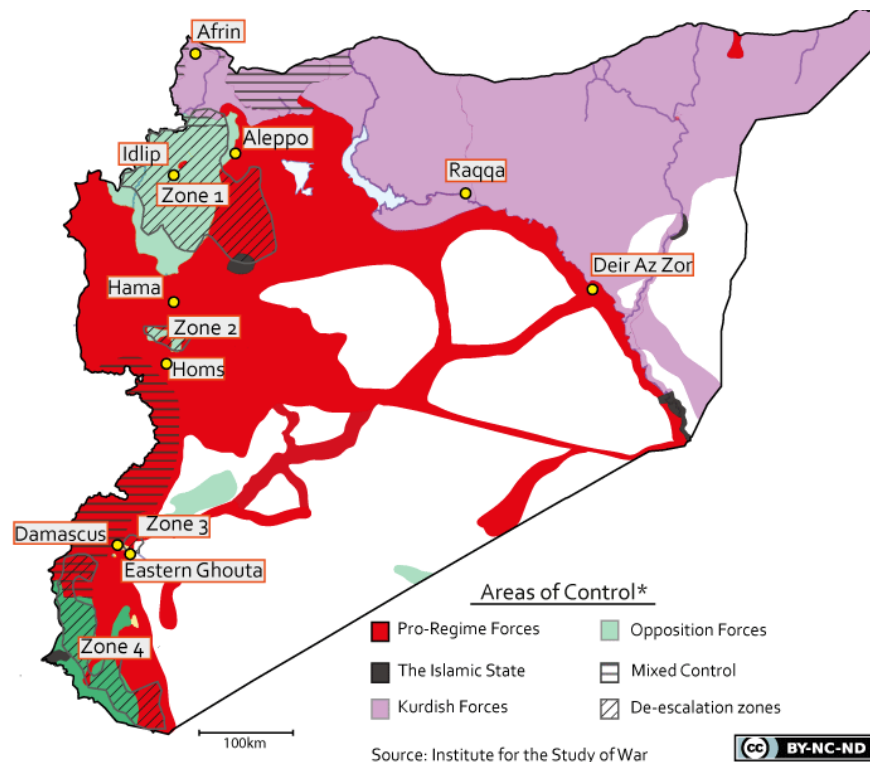 Afrin
Aleppo
Idlip
Zone 1
Raqqa
Deir Az Zor
Hama
Zone 2
Homs
Zone 3
Damascus
Eastern Ghouta
Zone 4
Areas of Control*
Pro-Regime Forces
Opposition Forces
The Islamic State
Mixed Control
Kurdish Forces
De-escalation zones
100km
Source: Institute for the Study of War
cc BY-NC-ND